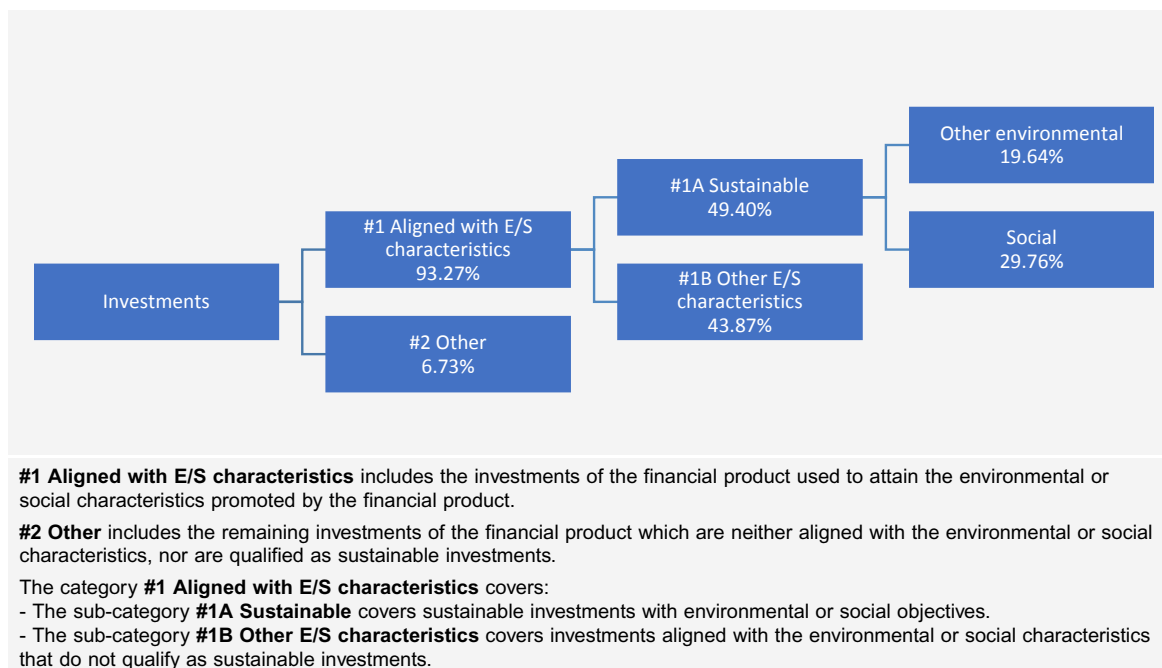 Other environmental
19.64%
#1A Sustainable
49.40%
#1 Aligned with E/S
characteristics
93.27%
Social
29.76%
Investments
#1B Other E/S
characteristics
43.87%
#2 Other
6.73%
#1 Aligned with E/S characteristics includes the investments of the financial product used to attain the environmental or
social characteristics promoted by the financial product.
#2 Other includes the remaining investments of the financial product which are neither aligned with the environmental or social
characteristics, nor are qualified as sustainable investments.
The category #1 Aligned with E/S characteristics covers:
- The sub-category #1A Sustainable covers sustainable investments with environmental or social objectives.
- The sub-category #1B Other E/S characteristics covers investments aligned with the environmental or social characteristics
that do not qualify as sustainable investments.